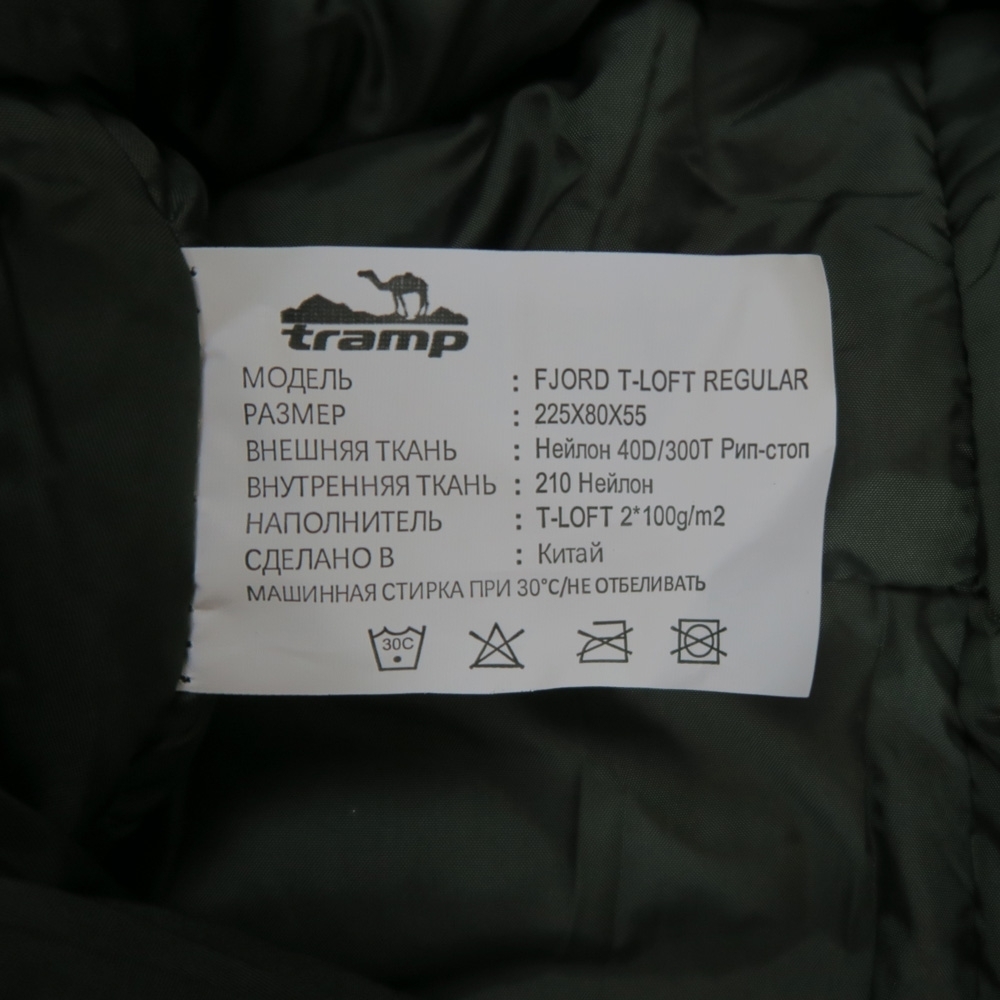 tramp
МОДЕЛЬ : FJORD T-LOFT REGULAR
РАЗМЕР : 225X80X55
ВНЕШНЯЯ ТКАНЬ : Нейлон 40D/300T Рип-стоп
ВНУТРЕННЯЯ ТКАНЬ : 210 Нейлон
НАПОЛНИТЕЛЬ : T-LOFT 2*100g/m2
СДЕЛАНО В : Китай
МАШИННАЯ СТИРКА ПРИ 30°C/НЕ ОТБЕЛИВАТЬ
30C